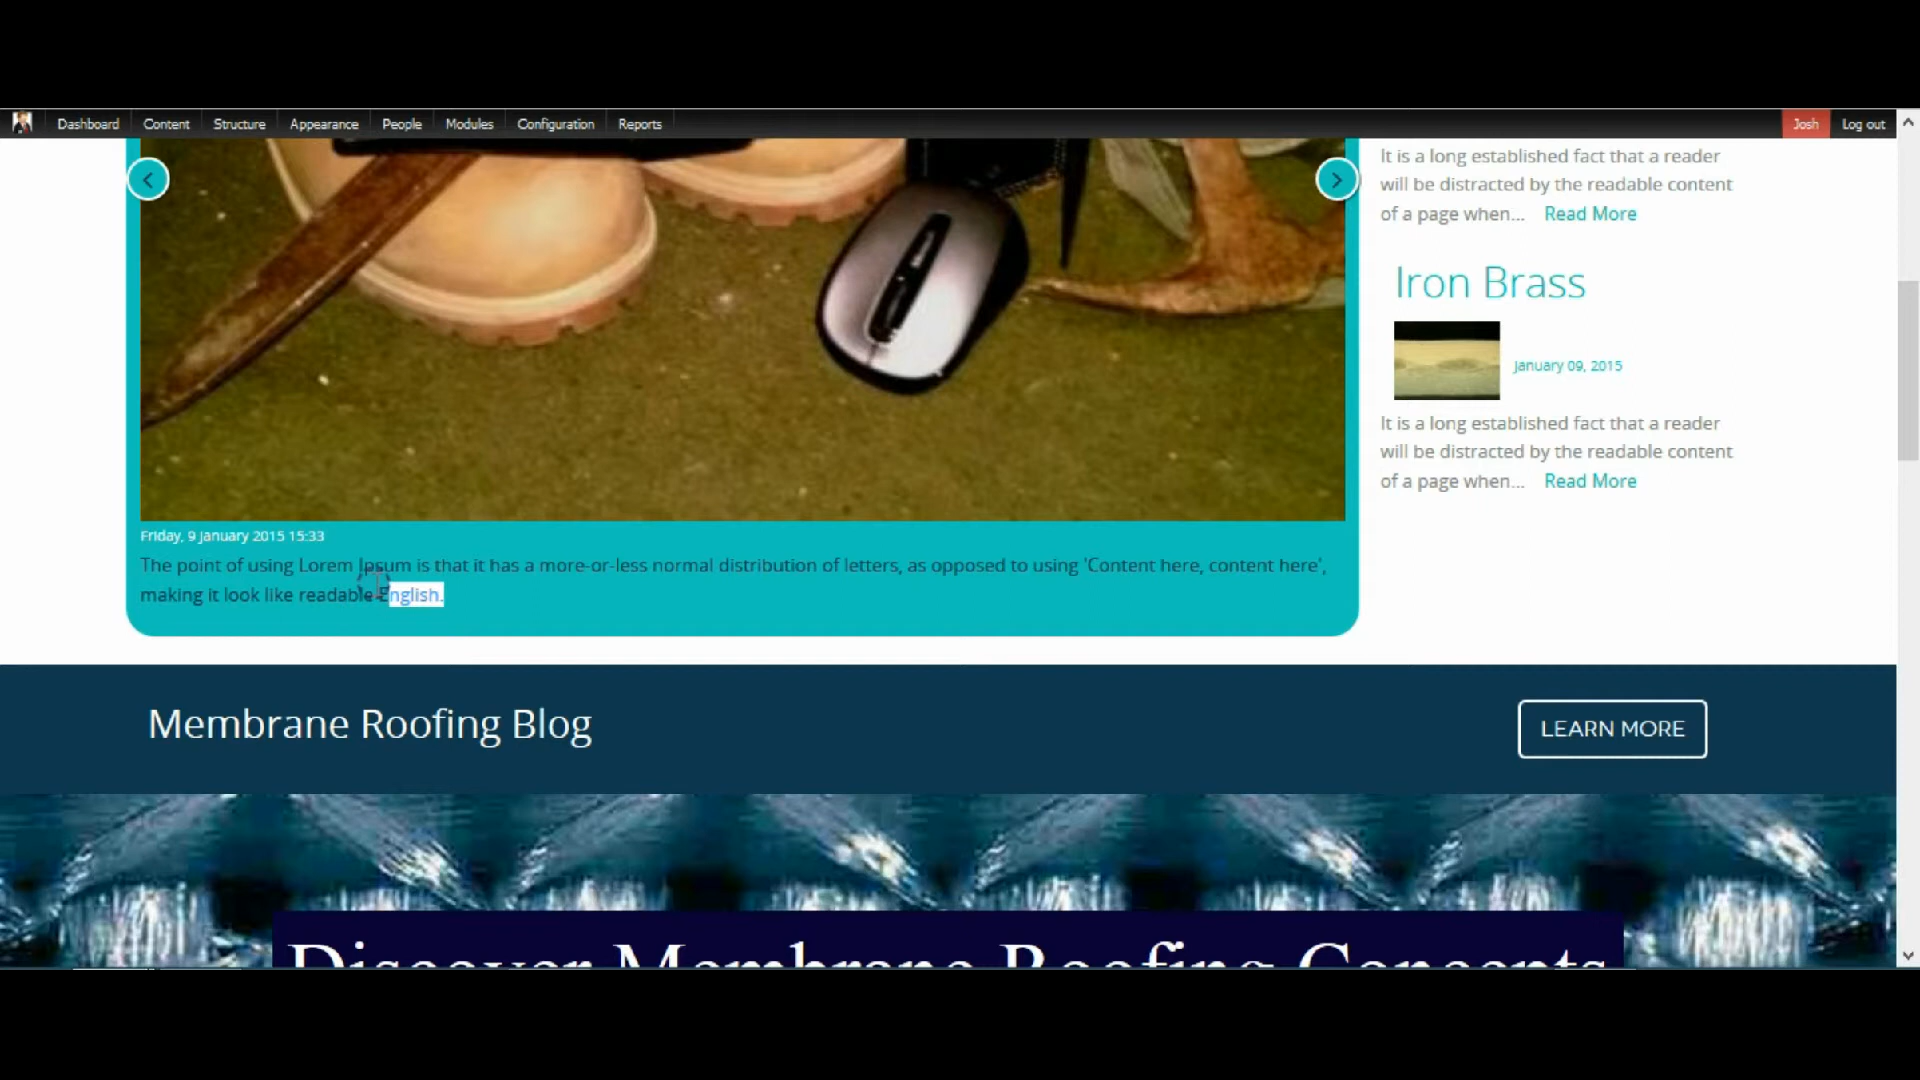 Dashboard Content Structure Appearance People Modules Configuration Reports Josh Log out
It is a long established fact that a reader
will be distracted by the readable content
of a page when... Read More
Iron Brass
January 09, 2015
It is a long established fact that a reader
will be distracted by the readable content
of a page when... Read More
Friday, 9 January 2015 15:33
The point of using Lorem Ipsum is that it has a more-or-less normal distribution of letters, as opposed to using 'Content here, content here',
making it look like readable English.
Membrane Roofing Blog
LEARN MORE
Discover Membrane Roofing Concepts